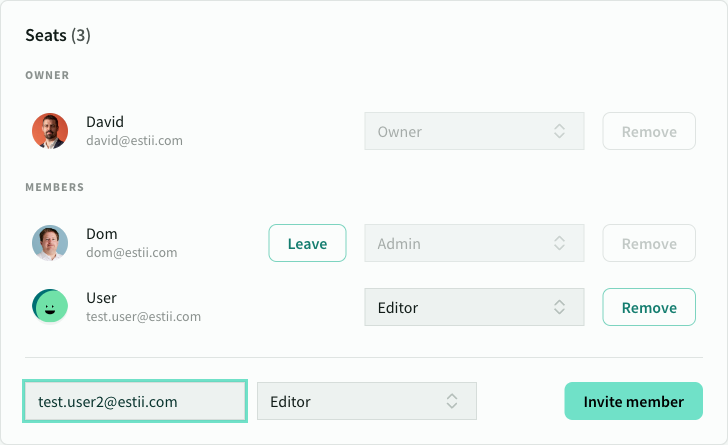 Seats (3)
OWNER
David
david@estii.com
Owner
Remove
MEMBERS
Dom
dom@estii.com
Leave
Admin
Remove
User
test.user@estii.com
Editor
Remove
test.user2@estii.com
Editor
Invite member